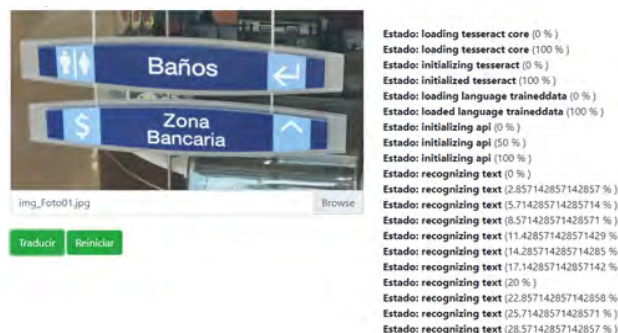 Baños
$ Zona
Bancaria
img_Foto01.jpg Browse
Traducir Reiniciar
Estado: loading tesseract core (0 % )
Estado: loading tesseract core (100 % )
Estado: initializing tesseract (0 % )
Estado: initialized tesseract (100 % )
Estado: loading language traineddata (0 % )
Estado: loaded language traineddata (100 % )
Estado: initializing api (0 % )
Estado: initializing api (50 % )
Estado: initializing api (100 % )
Estado: recognizing text (0 % )
Estado: recognizing text (2.857142857142857 % )
Estado: recognizing text (5.714285714285714 % )
Estado: recognizing text (8.571428571428571 % )
Estado: recognizing text (11.428571428571429 %
Estado: recognizing text (14.285714285714285 %
Estado: recognizing text (17.142857142857142 %
Estado: recognizing text (20 % )
Estado: recognizing text (22.857142857142858 %
Estado: recognizing text (25.71428571428571 % )
Estado: recognizing text (28.57142857142857 % )